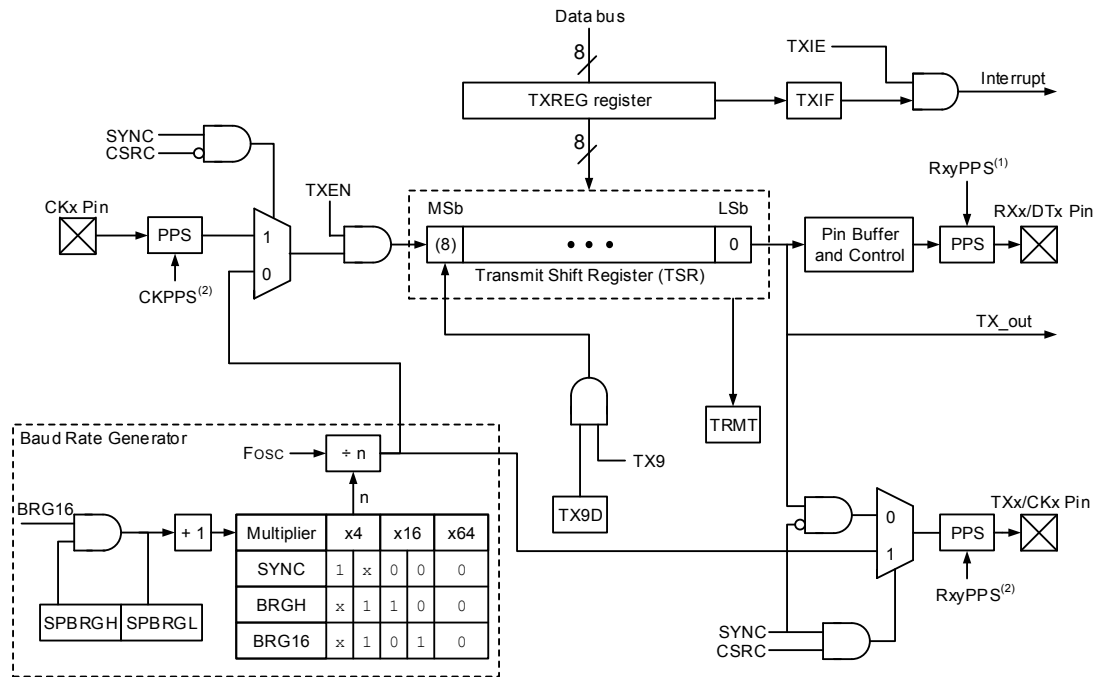 Data bus
8
TXIE
Interrupt
TXREG register
TXIF
8
SYNC
CSRC
RxyPPS(1)
TXEN
CKx Pin
MSb
LSb
RXx/DTx Pin
PPS
1
(8)
• • •
0
Pin Buffer
and Control
PPS
0
Transmit Shift Register (TSR)
CKPPS(2)
TX_out
TRMT
Baud Rate Generator
Fosc
÷ n
TX9
n
TX9D
TXx/CKx Pin
BRG16
+ 1
Multiplier x4 x16 x64
0
PPS
SYNC 1 x 0 0 0
1
BRGH x 1 1 0 0
RxyPPS(2)
SPBRGH SPBRGL
BRG16 x 1 0 1 0
SYNC
CSRC